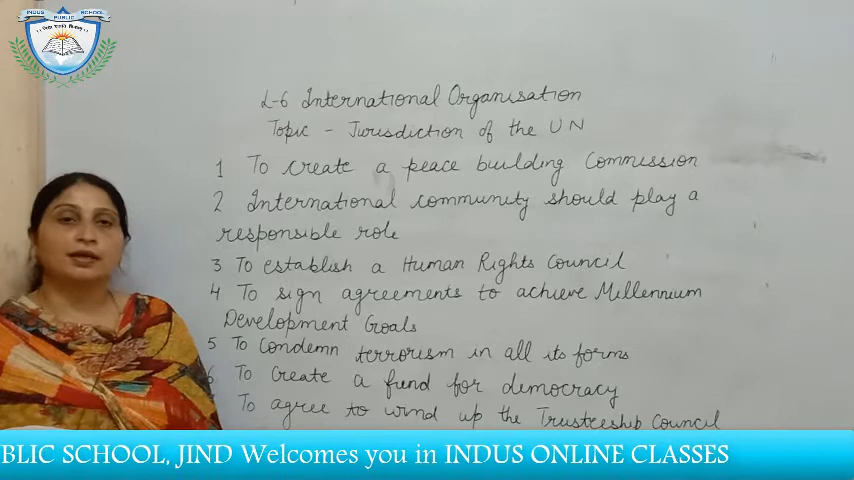 INDUS PUBLIC SCHOOL
L-6 International Organisation
Topic - Jurisdiction of the UN
1 To create a peace building Commission
2 International community should play a
responsible role
3 To establish a Human Rights Council
4 To sign agreements to achieve Millennium
Development Goals
5 To condemn terrorism in all its forms
6 To create a fund for democracy
To agree to wind up the Trusteeship Council
BLIC SCHOOL, JIND Welcomes you in INDUS ONLINE CLASSES